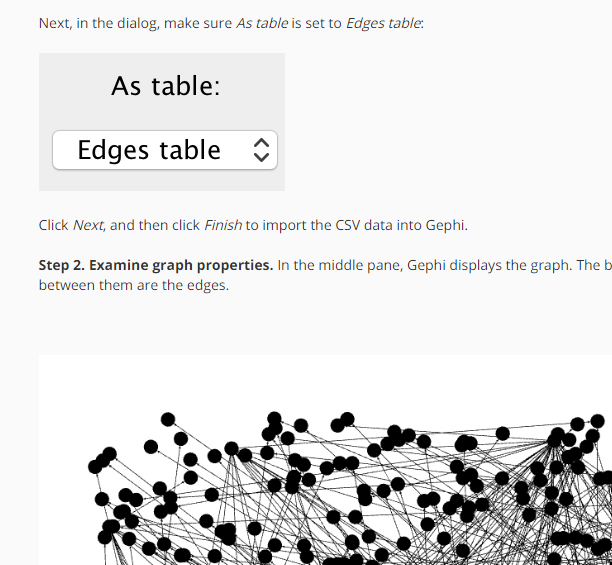 Next, in the dialog, make sure As table is set to Edges table:
As table:
Edges table
Click Next, and then click Finish to import the CSV data into Gephi.
Step 2. Examine graph properties. In the middle pane, Gephi displays the graph. The
between them are the edges.